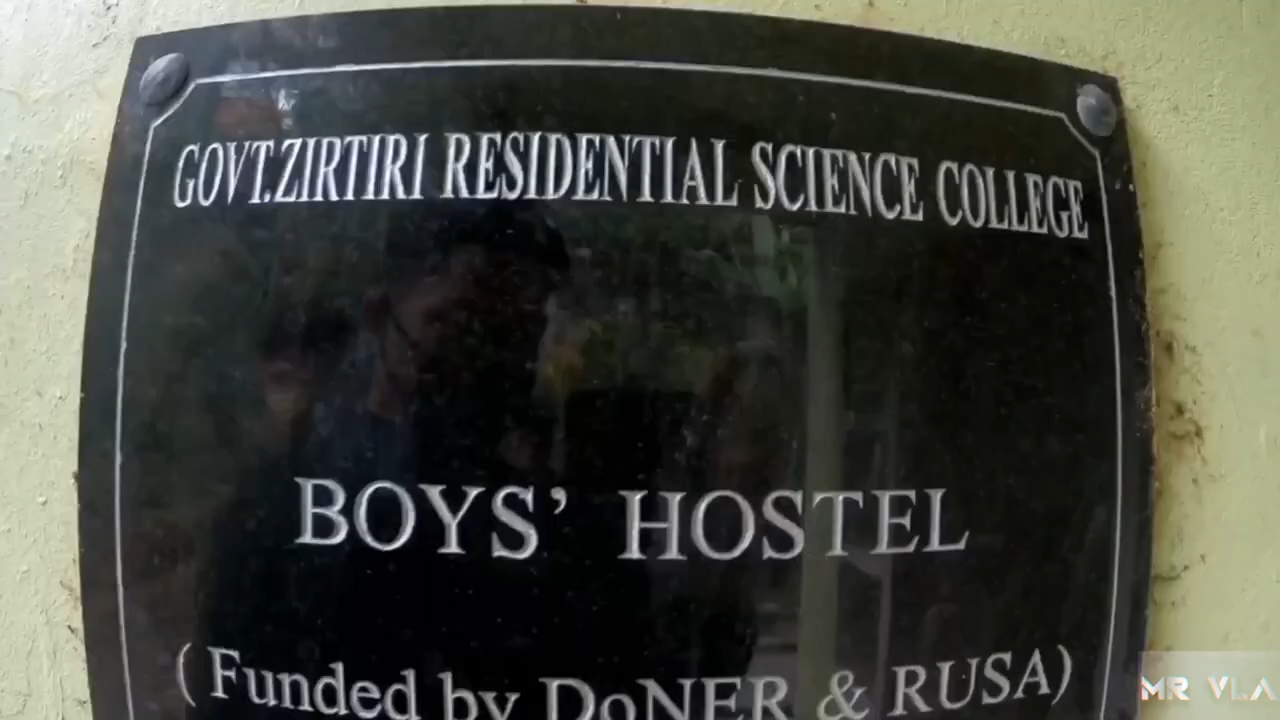 GOVT.ZIRTIRI RESIDENTIAL SCIENCE COLLEGE
BOYS’ HOSTEL
( Funded by DoNER & RUSA)
MR VLA